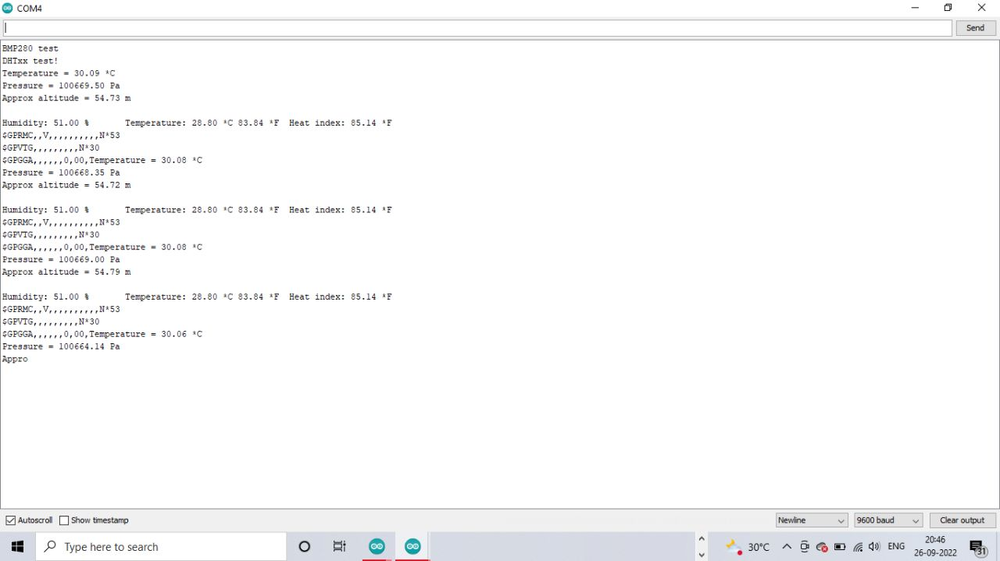 COM4
Send
BMP280 test
DHTxx test!
Temperature = 30.09 *C
Pressure = 100669.50 Pa
Approx altitude = 54.73 m
Humidity: 51.00 %	Temperature: 28.80 *C 83.84 *F	Heat index: 85.14 *F
$GPRMC,,V,,,,,,,,,,N*53
$GPVTG,,,,,,,,,N*30
$GPGGA,,,,,,0,00,Temperature = 30.08 *C
Pressure = 100668.35 Pa
Approx altitude = 54.72 m
Humidity: 51.00 %	Temperature: 28.80 *C 83.84 *F	Heat index: 85.14 *F
$GPRMC,,V,,,,,,,,,,N*53
$GPVTG,,,,,,,,,N*30
$GPGGA,,,,,,0,00,Temperature = 30.08 *C
Pressure = 100669.00 Pa
Approx altitude = 54.79 m
Humidity: 51.00 %	Temperature: 28.80 *C 83.84 *F	Heat index: 85.14 *F
$GPRMC,,V,,,,,,,,,,N*53
$GPVTG,,,,,,,,,N*30
$GPGGA,,,,,,0,00,Temperature = 30.06 *C
Pressure = 100664.14 Pa
Appro
Autoscroll Show timestamp Newline 9600 baud Clear output
Type here to search 30°C ENG 20:46
26-09-2022 31